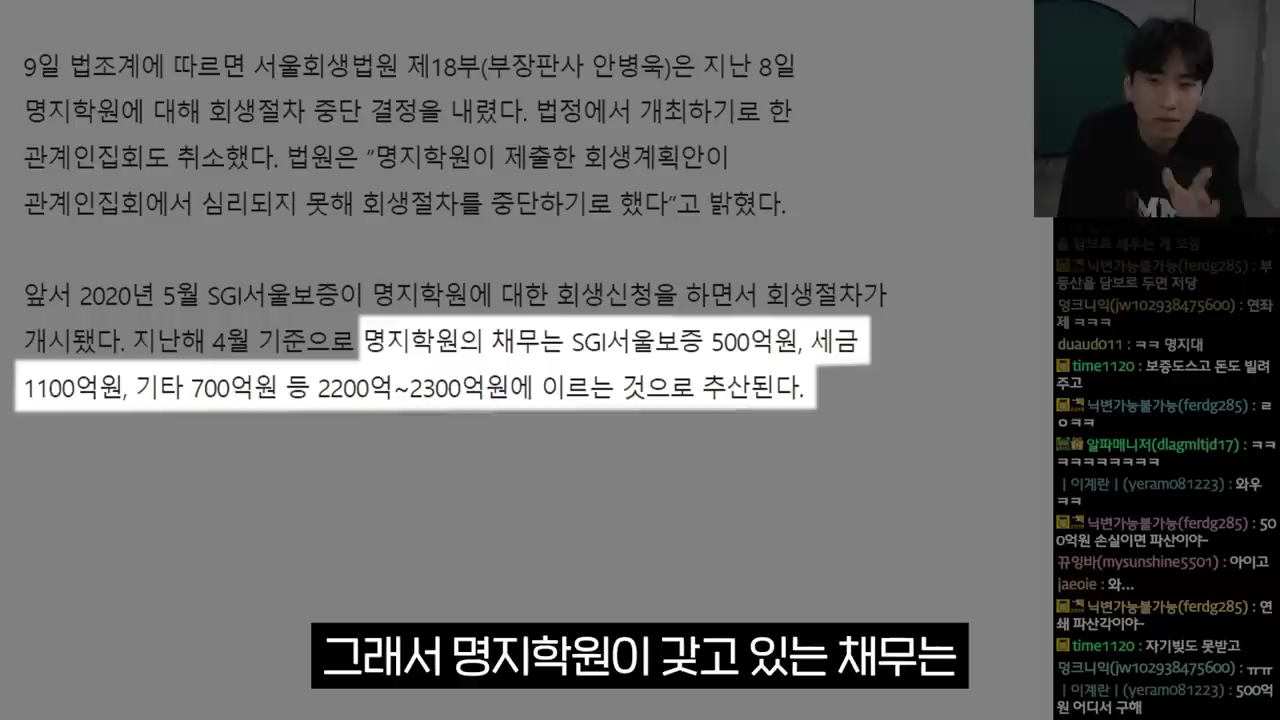 9일 법조계에 따르면 서울회생법원 제18부(부장판사 안병욱)은 지난 8일
명지학원에 대해 회생절차 중단 결정을 내렸다. 법정에서 개최하기로 한
관계인집회도 취소했다. 법원은 "명지학원이 제출한 회생계획안이
관계인집회에서 심리되지 못해 회생절차를 중단하기로 했다"고 밝혔다.
앞서 2020년 5월 SGI서울보증이 명지학원에 대한 회생신청을 하면서 회생절차가
개시됐다. 지난해 4월 기준으로 명지학원의 채무는 SGI서울보증 500억원, 세금
1100억원, 기타 700억원 등 2200억~2300억원에 이르는 것으로 추산된다.
을 담보로 세우는 게 보통
닉변가능불가능(ferdg285) : 부
동산을 담보로 두면 저당
덩크니익(jw102938475600) : 연좌
제 ㅋㅋㅋ
duaud011 : ㅋㅋ 명지대
time1120 : 보증도스고 돈도 빌려
주고
닉변가능불가능(ferdg285) : ㄹ
ㅇㅋㅋ
알파매니저(dlagmltjd17) : ㅋㅋ
ㅋㅋㅋㅋㅋㅋㅋㅋ
ㅣ이계란ㅣ(yeram081223) : 와우
ㅋㅋ
닉변가능불가능(ferdg285) : 50
0억원 손실이면 파산이야~
뀨잉바(mysunshine5501) : 아이고
jaeoie : 와...
닉변가능불가능(ferdg285) : 연
쇄 파산각이야~
time1120 : 자기빚도 못받고
덩크니익(jw102938475600) : ㅠㅠ
ㅣ이계란ㅣ(yeram081223) : 500억
원 어디서 구해
그래서 명지학원이 갖고 있는 채무는